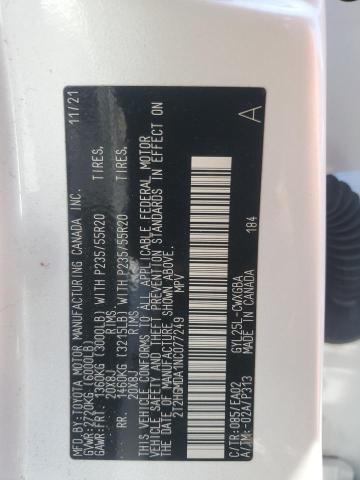 MFD. BY:TOYOTA MOTOR MANUFACTURING CANADA INC. 11/21
GVWR:2720KG(6000LB)
GAWR:FRT. 1360KG(3000LB) WITH P235/55R20 TIRES,
20X8J RIMS
RR. 1460KG(3215LB) WITH P235/55R20 TIRES,
20X8J RIMS
THIS VEHICLE CONFORMS TO ALL APPLICABLE FEDERAL MOTOR
VEHICLE SAFETY, BUMPER, AND THEFT PREVENTION STANDARDS IN EFFECT ON
THE DATE OF MANUFACTURE SHOWN ABOVE.
2T2HGMDA1NC077249 MPV
A
184
C/TR:085/EA02 GYL25L-CWXGBA
A/TM:-02A/P313 MADE IN CANADA